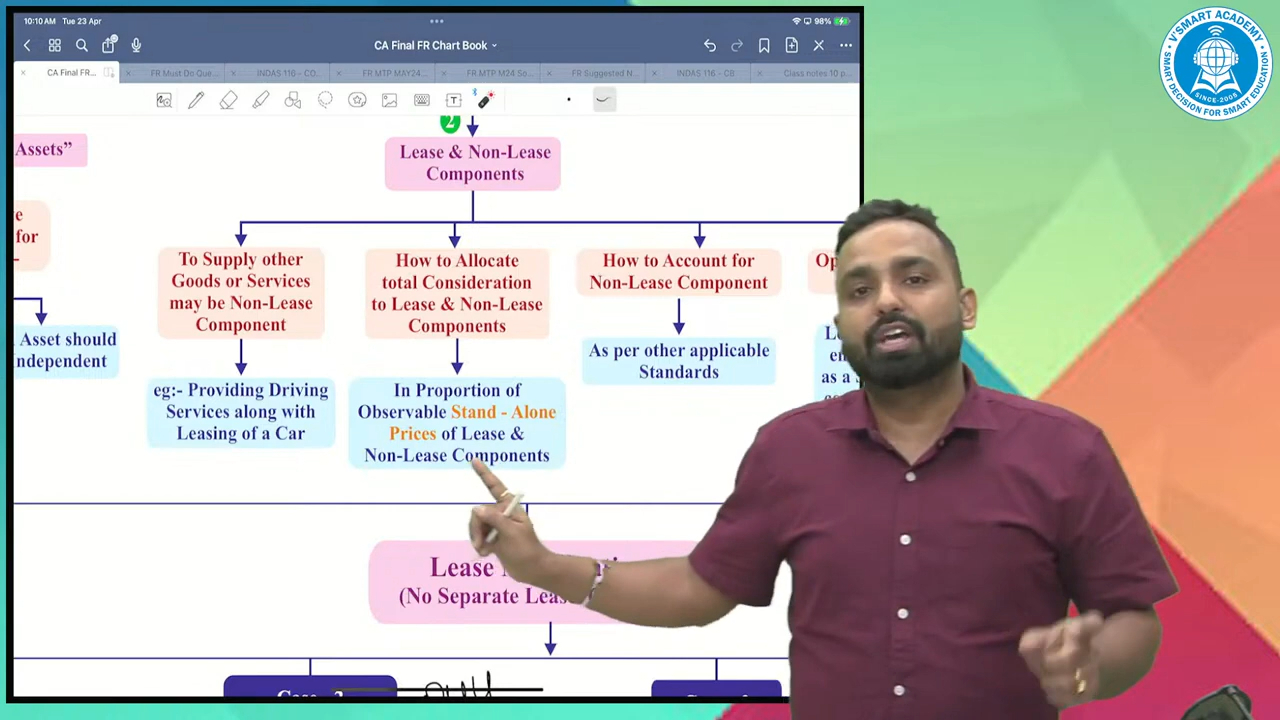 10:10 AM Tue 23 Apr
98%
CA Final FR Chart Book
CA Final FR...
FR Must Do Que...
INDAS 116 - CO...
FR MTP MAY24...
FR MTP M24 So...
FR Suggested N...
INDAS 116 - CB...
Class notes 10 p...
V'SMART ACADEMY
SINCE-2008
SMART DECISION FOR SMART EDUCATION
2
Assets”
Lease & Non-Lease
Components
for
To Supply other
Goods or Services
may be Non-Lease
Component
How to Allocate
total Consideration
to Lease & Non-Lease
Components
How to Account for
Non-Lease Component
Asset should
eg:- Providing Driving
Services along with
Leasing of a Car
In Proportion of
Observable Stand - Alone
Prices of Lease &
Non-Lease Components
As per other applicable
Standards
as a
Lease
(No Separate